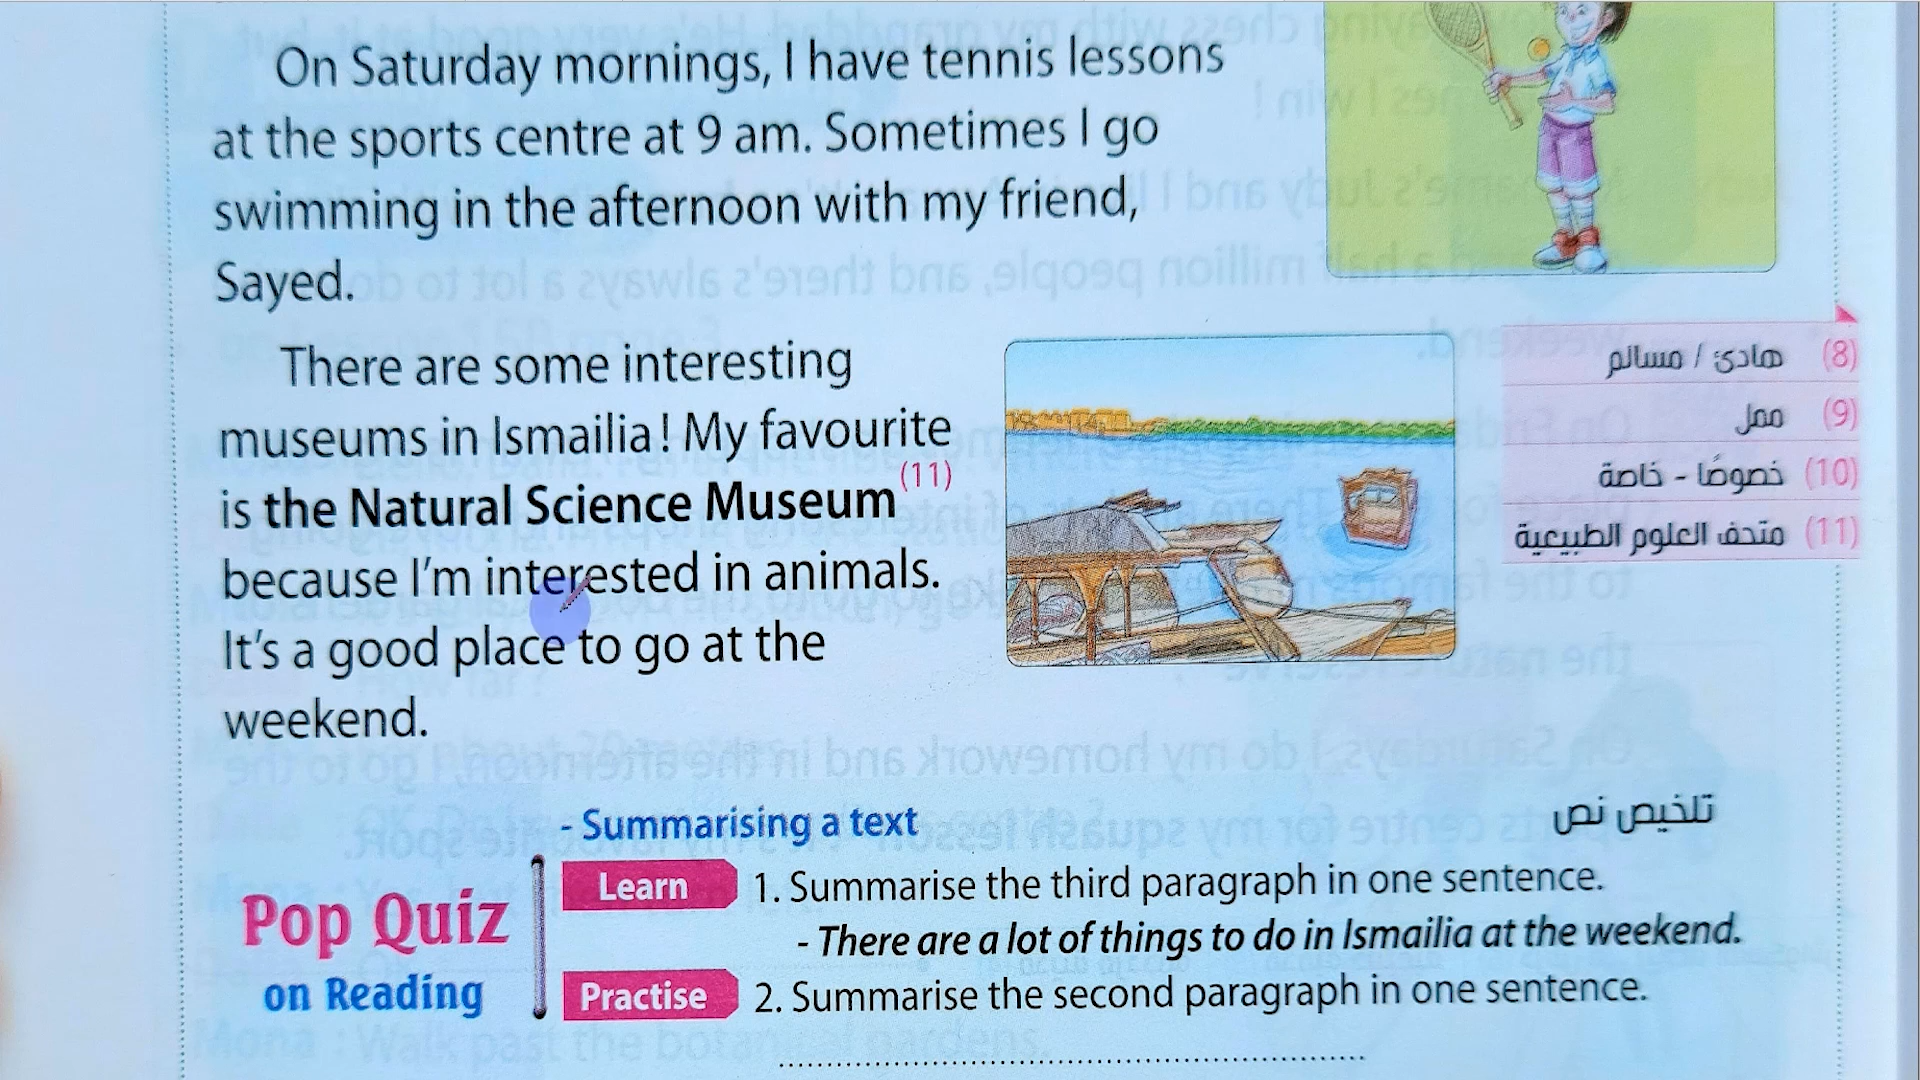 On Saturday mornings, I have tennis lessons
at the sports centre at 9 am. Sometimes I go
swimming in the afternoon with my friend,
Sayed.
There are some interesting
museums in Ismailia! My favourite
is the Natural Science Museum (11)
because I'm interested in animals.
It's a good place to go at the
weekend.
(8) هادئ / مسالم
(9) ممل
(10) خصوصًا - خاصة
(11) متحف العلوم الطبيعية
- Summarising a text
تلخيص نص
Pop Quiz
on Reading
Learn 1. Summarise the third paragraph in one sentence.
- There are a lot of things to do in Ismailia at the weekend.
Practise 2. Summarise the second paragraph in one sentence.